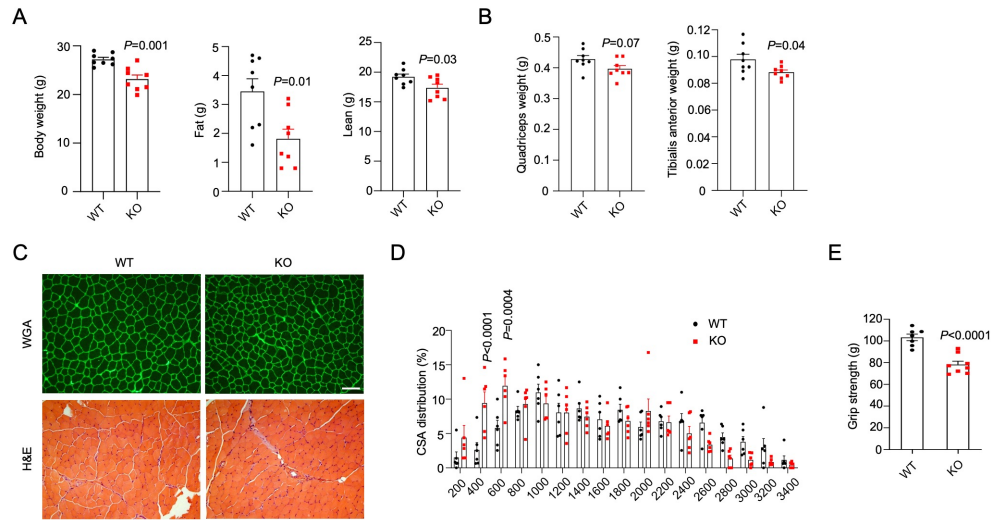 A
B
Body weight (g)
30
20
10
0
P=0.001
WT
KO
Fat (g)
5
4
3
2
1
0
P=0.01
WT
KO
Lean (g)
25
20
15
10
5
0
P=0.03
WT
KO
Quadriceps weight (g)
0.5
0.4
0.3
0.2
0.1
0
P=0.07
WT
KO
Tibialis anterior weight (g)
0.12
0.10
0.08
0.06
0.04
0.02
0
P=0.04
WT
KO
C
WT
KO
WGA
H&E
D
CSA distribution (%)
20
15
10
5
0
P<0.0001
P=0.0004
WT
KO
200
400
600
800
1000
1200
1400
1600
1800
2000
2200
2400
2600
2800
3000
3200
3400
E
Grip strength (g)
120
100
80
60
40
20
0
P<0.0001
WT
KO